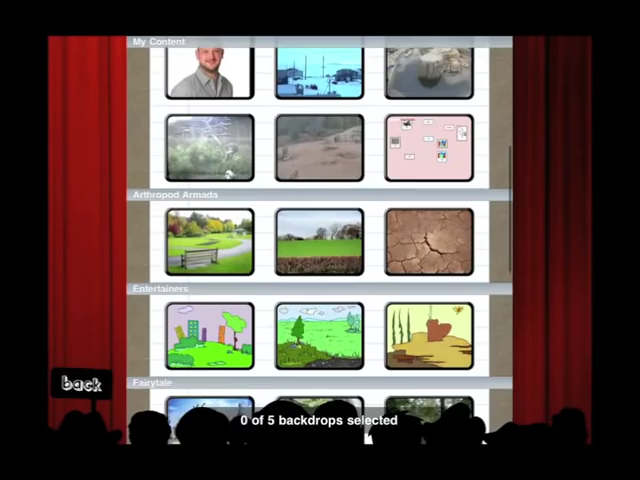 My Content
Arthropod Armada
Entertainers
back
Fairytale
0 of 5 backdrops selected